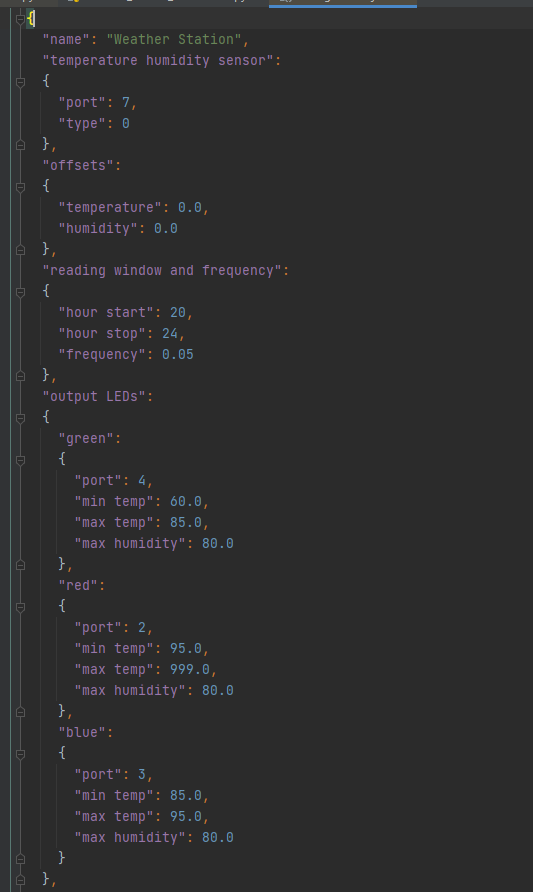 {
"name": "Weather Station",
"temperature humidity sensor":
{
"port": 7,
"type": 0
},
"offsets":
{
"temperature": 0.0,
"humidity": 0.0
},
"reading window and frequency":
{
"hour start": 20,
"hour stop": 24,
"frequency": 0.05
},
"output LEDs":
{
"green":
{
"port": 4,
"min temp": 60.0,
"max temp": 85.0,
"max humidity": 80.0
},
"red":
{
"port": 2,
"min temp": 95.0,
"max temp": 999.0,
"max humidity": 80.0
},
"blue":
{
"port": 3,
"min temp": 85.0,
"max temp": 95.0,
"max humidity": 80.0
}
},